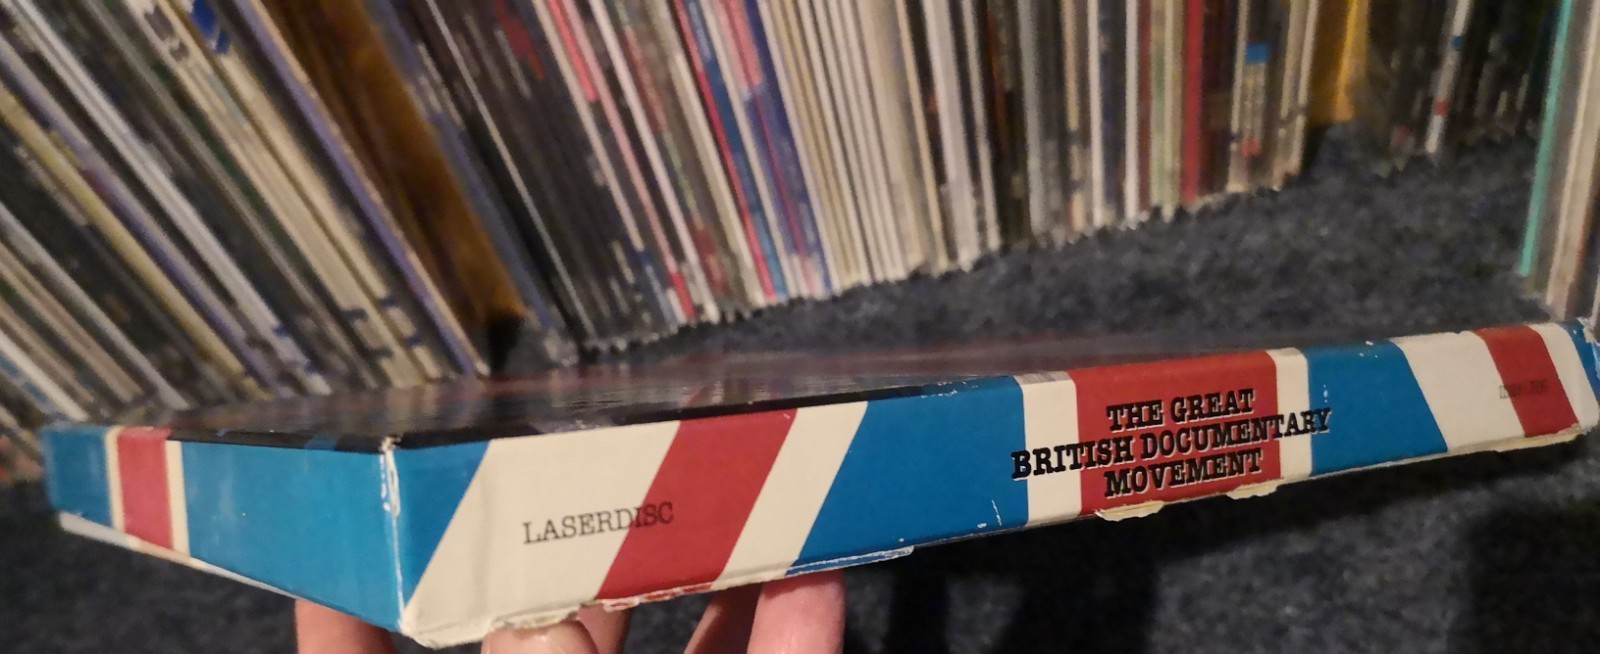 LASERDISC
THE GREAT
BRITISH DOCUMENTARY
MOVEMENT